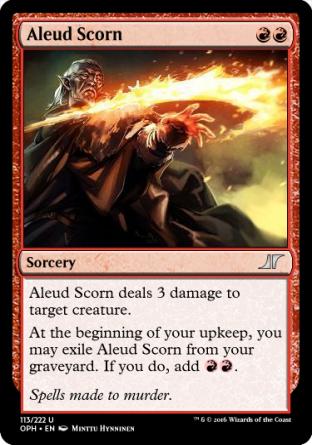 Aleud Scorn
Sorcery
Aleud Scorn deals 3 damage to
target creature.
At the beginning of your upkeep, you
may exile Aleud Scorn from your
graveyard. If you do, add
Spells made to murder.
113/222 U
OPH • EN Minttu Hynninen
™ & © 2016 Wizards of the Coast